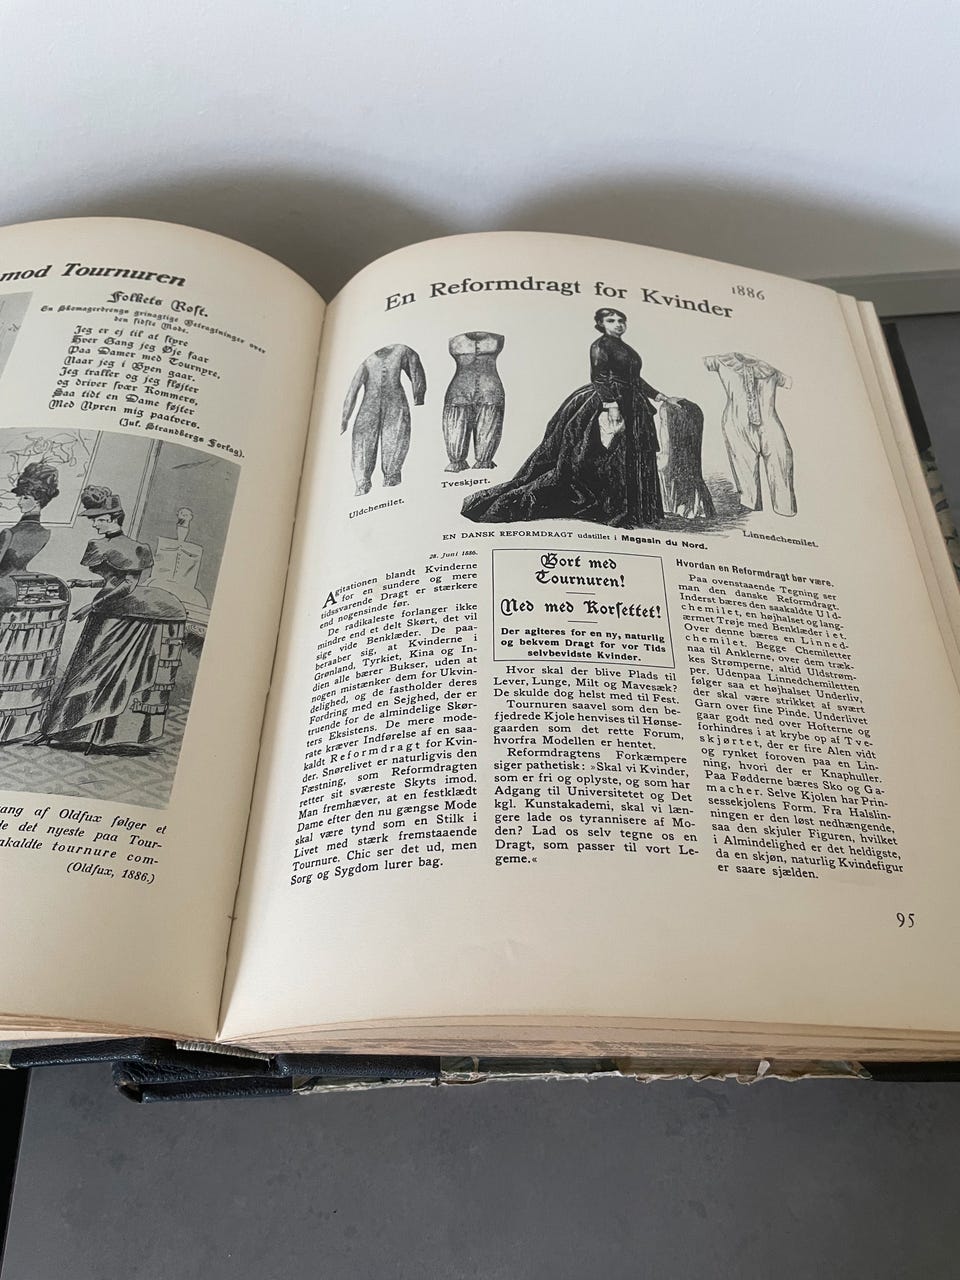 mod Tournuren
Folkets Røst.
En Skomagerdrengs grinagtige Betragtninger over
den sidste Mode.
Jeg er ej til at styre
Hver Gang jeg Øje faar
Paa Damer med Tournyre,
Naar jeg i Byen gaar.
Jeg traller og jeg fløjter
og driver svær Kommers,
Saa tidt en Dame føjter
Med Nyren mig paatvers.
(Jul. Strandbergs Forlag).
ang af Oldfux følger et
de det nyeste paa Tour-
akaldte tournure com-
(Oldfux, 1886.)
1886
En Reformdragt for Kvinder
Uldchemilet.
Tveskjørt.
EN DANSK REFORMDRAGT udstillet i Magasin du Nord.
Linnedchemilet.
28. Juni 1886.
Agitationen blandt Kvinderne
for en sundere og mere
tidssvarende Dragt er stærkere
end nogensinde før.
De radikaleste forlanger ikke
mindre end et delt Skørt, det vil
sige vide Benklæder. De paa-
beraaber sig, at Kvinderne i
Grønland, Tyrkiet, Kina og In-
dien alle bærer Bukser, uden at
nogen mistænker dem for Ukvin-
delighed, og de fastholder deres
Fordring med en Sejghed, der er
truende for de almindelige Skør-
ters Eksistens. De mere mode-
rate kræver Indførelse af en saa-
kaldt Reformdragt for Kvin-
der. Snørelivet er naturligvis den
Fæstning, som Reformdragten
retter sit sværeste Skyts imod.
Man fremhæver, at en festklædt
Dame efter den nu gængse Mode
skal være tynd som en Stilk i
Livet med stærk fremstaaende
Tournure. Chic ser det ud, men
Sorg og Sygdom lurer bag.
Bort med
Tournuren!
Ned med Korsettet!
Der agiteres for en ny, naturlig
og bekvem Dragt for vor Tids
selvbevidste Kvinder.
Hvor skal der blive Plads til
Lever, Lunge, Milt og Mavesæk?
De skulde dog helst med til Fest.
Tournuren saavel som den be-
fjedrede Kjole henvises til Hønse-
gaarden som det rette Forum,
hvorfra Modellen er hentet.
Reformdragtens Forkæmpere
siger pathetisk: »Skal vi Kvinder,
som er fri og oplyste, og som har
Adgang til Universitetet og Det
kgl. Kunstakademi, skal vi læn-
gere lade os tyrannisere af Mo-
den? Lad os selv tegne os en
Dragt, som passer til vort Le-
geme.«
Hvordan en Reformdragt bør være.
Paa ovenstaaende Tegning ser
man den danske Reformdragt.
Inderst bæres den saakaldte Uld-
chemilet, en højhalset og lang-
ærmet Trøje med Benklæder i et.
Over denne bæres en Linned-
chemilet. Begge Chemiletter
naa til Anklerne, over dem træk-
kes Strømperne, altid Uldstrøm-
per. Udenpaa Linnedchemiletten
følger saa et højhalset Underliv,
der skal være strikket af svært
Garn over fine Pinde. Underlivet
gaar godt ned over Hofterne og
forhindres i at krybe op af Tve-
skjørtet, der er fire Alen vidt
og rynket foroven paa en Lin-
ning, hvori der er Knaphuller.
Paa Fødderne bæres Sko og Ga-
macher. Selve Kjolen har Prin-
sessekjolens Form. Fra Halslin-
ningen er den løst nedhængende,
saa den skjuler Figuren, hvilket
i Almindelighed er det heldigste,
da en skjøn, naturlig Kvindefigur
er saare sjælden.
95